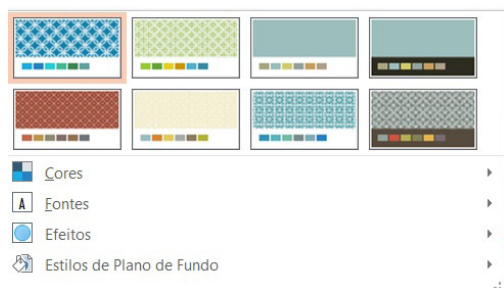 Cores
A Fontes
Efeitos
Estilos de Plano de Fundo